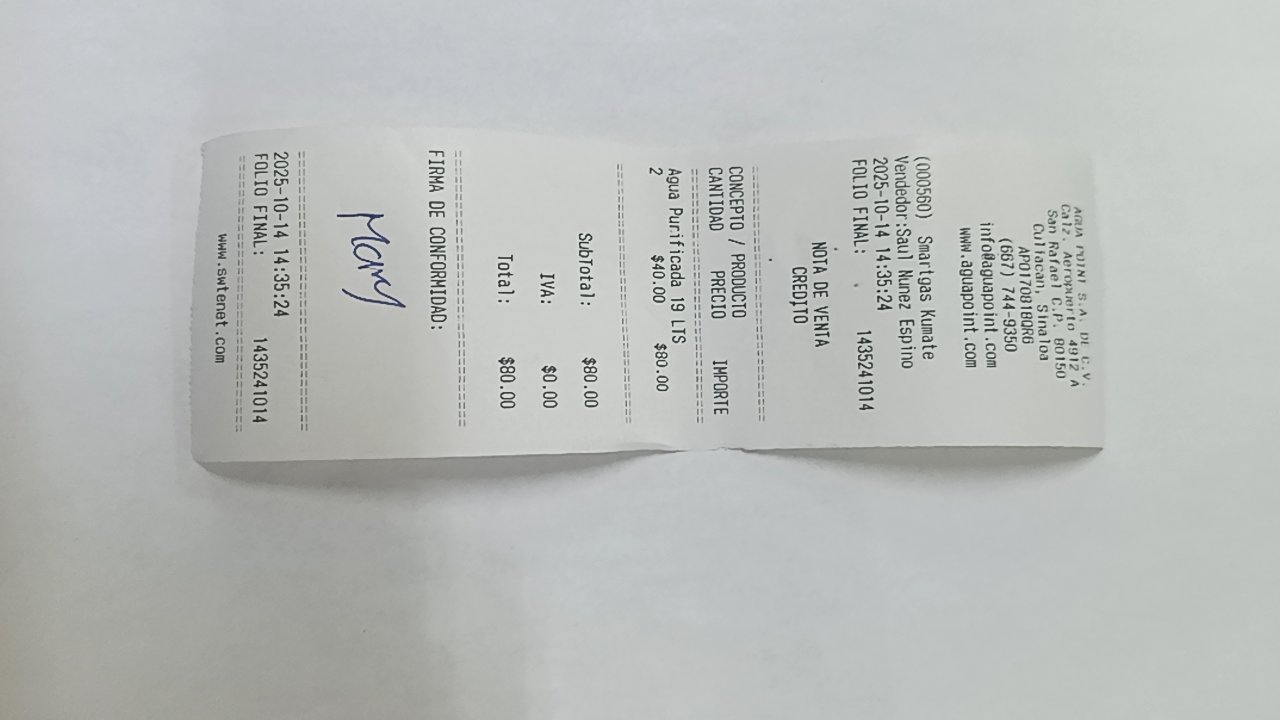 AGUA POINT S.A. DE C.V.
Calz. Aeropuerto 4912 A
San Rafael C.P. 80150
Culiacan, Sinaloa
APO170818QR6
(667) 744-9350
info@aguapoint.com
www.aguapoint.com
(000560) Smartgas Kumate
Vendedor:Saul Nunez Espino
2025-10-14 14:35:24
FOLIO FINAL: 1435241014
NOTA DE VENTA
CREDITO
==============================
CONCEPTO / PRODUCTO
CANTIDAD PRECIO IMPORTE
==============================
Agua Purificada 19 LTS
2 $40.00 $80.00
==============================
SubTotal: $80.00
IVA: $0.00
Total: $80.00
==============================
FIRMA DE CONFORMIDAD:
Mary
==============================
2025-10-14 14:35:24
FOLIO FINAL: 1435241014
==============================
www.swtenet.com